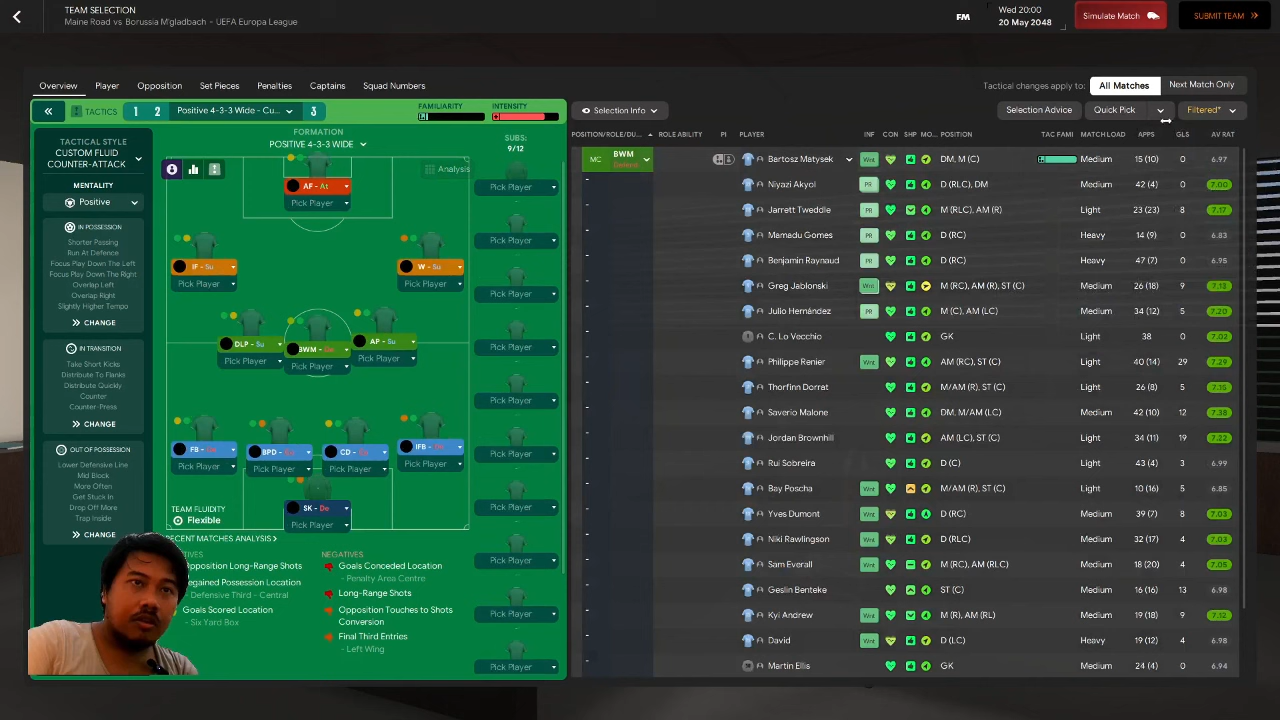 TEAM SELECTION
Maine Road vs Borussia M'gladbach - UEFA Europa League
FM
Wed 20:00
20 May 2048
Simulate Match
SUBMIT TEAM
Overview Player Opposition Set Pieces Penalties Captains Squad Numbers
Tactical changes apply to: All Matches Next Match Only
TACTICS 1 2 Positive 4-3-3 Wide - Cu... 3
FAMILIARITY INTENSITY
Selection Info
Selection Advice Quick Pick Filtered*
TACTICAL STYLE
CUSTOM FLUID
COUNTER-ATTACK
MENTALITY
Positive
IN POSSESSION
Shorter Passing
Run At Defence
Focus Play Down The Left
Focus Play Down The Right
Overlap Left
Overlap Right
Slightly Higher Tempo
CHANGE
IN TRANSITION
Take Short Kicks
Distribute To Flanks
Distribute Quickly
Counter
Counter-Press
CHANGE
OUT OF POSSESSION
Lower Defensive Line
Mid Block
More Often
Get Stuck In
Drop Off More
Trap Inside
CHANGE
FORMATION
POSITIVE 4-3-3 WIDE
Analysis
AF - At
Pick Player
IF - Su
Pick Player
W - Su
Pick Player
DLP - Su
Pick Player
BWM - De
Pick Player
AP - Su
Pick Player
FB -
Pick Player
BPD -
Pick Player
CD -
Pick Player
IFB -
Pick Player
SK - De
Pick Player
TEAM FLUIDITY
Flexible
SUBS:
9/12
Pick Player
Pick Player
Pick Player
Pick Player
Pick Player
Pick Player
Pick Player
Pick Player
Pick Player
Pick Player
RECENT MATCHES ANALYSIS
Opposition Long-Range Shots
Regained Possession Location
- Defensive Third - Central
Goals Scored Location
- Six Yard Box
NEGATIVES
Goals Conceded Location
- Penalty Area Centre
Long-Range Shots
Opposition Touches to Shots
Conversion
Final Third Entries
- Left Wing
POSITION/ROLE/DU... ROLE ABILITY PI PLAYER INF CON SHP MO... POSITION TAC FAMI MATCH LOAD APPS GLS AV RAT
MC BWM Defend Bartosz Matysek Wnt DM, M (C) Medium 15 (10) 0 6.97
- Niyazi Akyol PR D (RLC), DM Medium 42 (4) 0 7.00
- Jarrett Tweddle PR M (RLC), AM (R) Light 23 (23) 8 7.17
- Mamadu Gomes PR D (RC) Heavy 14 (9) 0 6.83
- Benjamin Raynaud PR D (RC) Medium 47 (7) 0 6.95
- Greg Jablonski Wnt M (RC), AM (R), ST (C) Medium 26 (18) 9 7.13
- Julio Hernández PR M (C), AM (LC) Light 34 (12) 5 7.20
- C. Lo Vecchio GK Medium 38 0 7.02
- Philippe Renier Wnt AM (RC), ST (C) Light 40 (14) 29 7.29
- Thorfinn Dorrat M/AM (R), ST (C) Light 26 (8) 5 7.15
- Saverio Malone DM, M/AM (LC) Medium 42 (10) 12 7.38
- Jordan Brownhill AM (LC), ST (C) Light 34 (11) 19 7.22
- Rui Sobreira D (C) Light 43 (4) 3 6.99
- Bay Poscha Wnt M/AM (R), ST (C) Light 10 (16) 5 6.85
- Yves Dumont Wnt D (RC) Medium 39 (7) 8 7.03
- Niki Rawlingson Wnt D (RLC) Medium 32 (17) 4 7.03
- Sam Everall Wnt M (RC), AM (RLC) Medium 18 (20) 4 7.05
- Geslin Benteke ST (C) Medium 16 (16) 13 6.98
- Kyi Andrew Wnt M (R), AM (RL) Medium 19 (18) 9 7.12
- David Wnt D (LC) Heavy 19 (12) 4 6.98
- Martin Ellis GK Medium 24 (4) 0 6.94